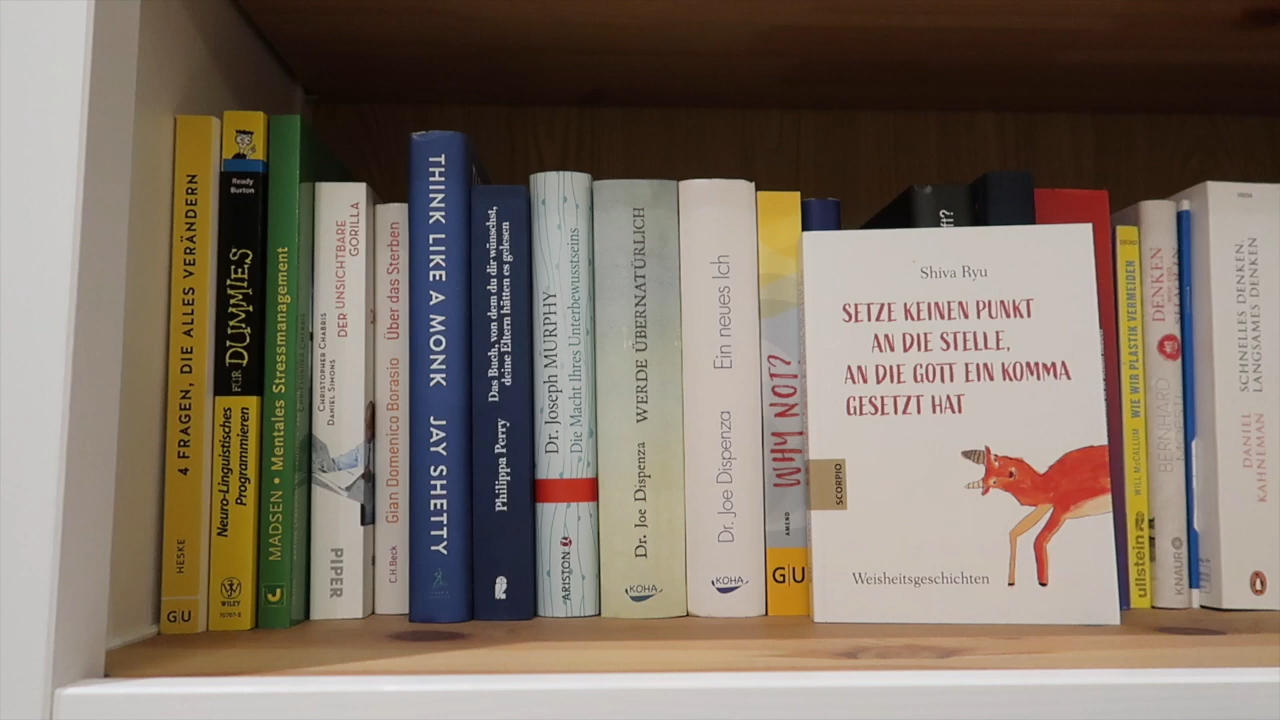 4 FRAGEN, DIE ALLES VERÄNDERN
HESKE
G|U
Ready
Burton
FÜR DUMMIES
Neuro-Linguistisches
Programmieren
WILEY
MADSEN • Mentales Stressmanagement
CHRISTOPHER CHABRIS
DANIEL SIMONS
DER UNSICHTBARE
GORILLA
PIPER
Gian Domenico Borasio Über das Sterben
C.H.Beck
THINK LIKE A MONK JAY SHETTY
Philippa Perry
Das Buch, von dem du dir wünschst,
deine Eltern hätten es gelesen
Dr. Joseph MURPHY
Die Macht Ihres Unterbewusstseins
ARISTON
Dr. Joe Dispenza WERDE ÜBERNATÜRLICH
KOHA
Dr. Joe Dispenza Ein neues Ich
KOHA
WHY NOT?
AMEND
G|U
ft?
Shiva Ryu
SETZE KEINEN PUNKT
AN DIE STELLE,
AN DIE GOTT EIN KOMMA
GESETZT HAT
SCORPIO
Weisheitsgeschichten
WILL McCALLUM WIE WIR PLASTIK VERMEIDEN
ullstein
BERNHARD
DENKEN
KNAUR
DANIEL
KAHNEMAN
SCHNELLES DENKEN,
LANGSAMES DENKEN